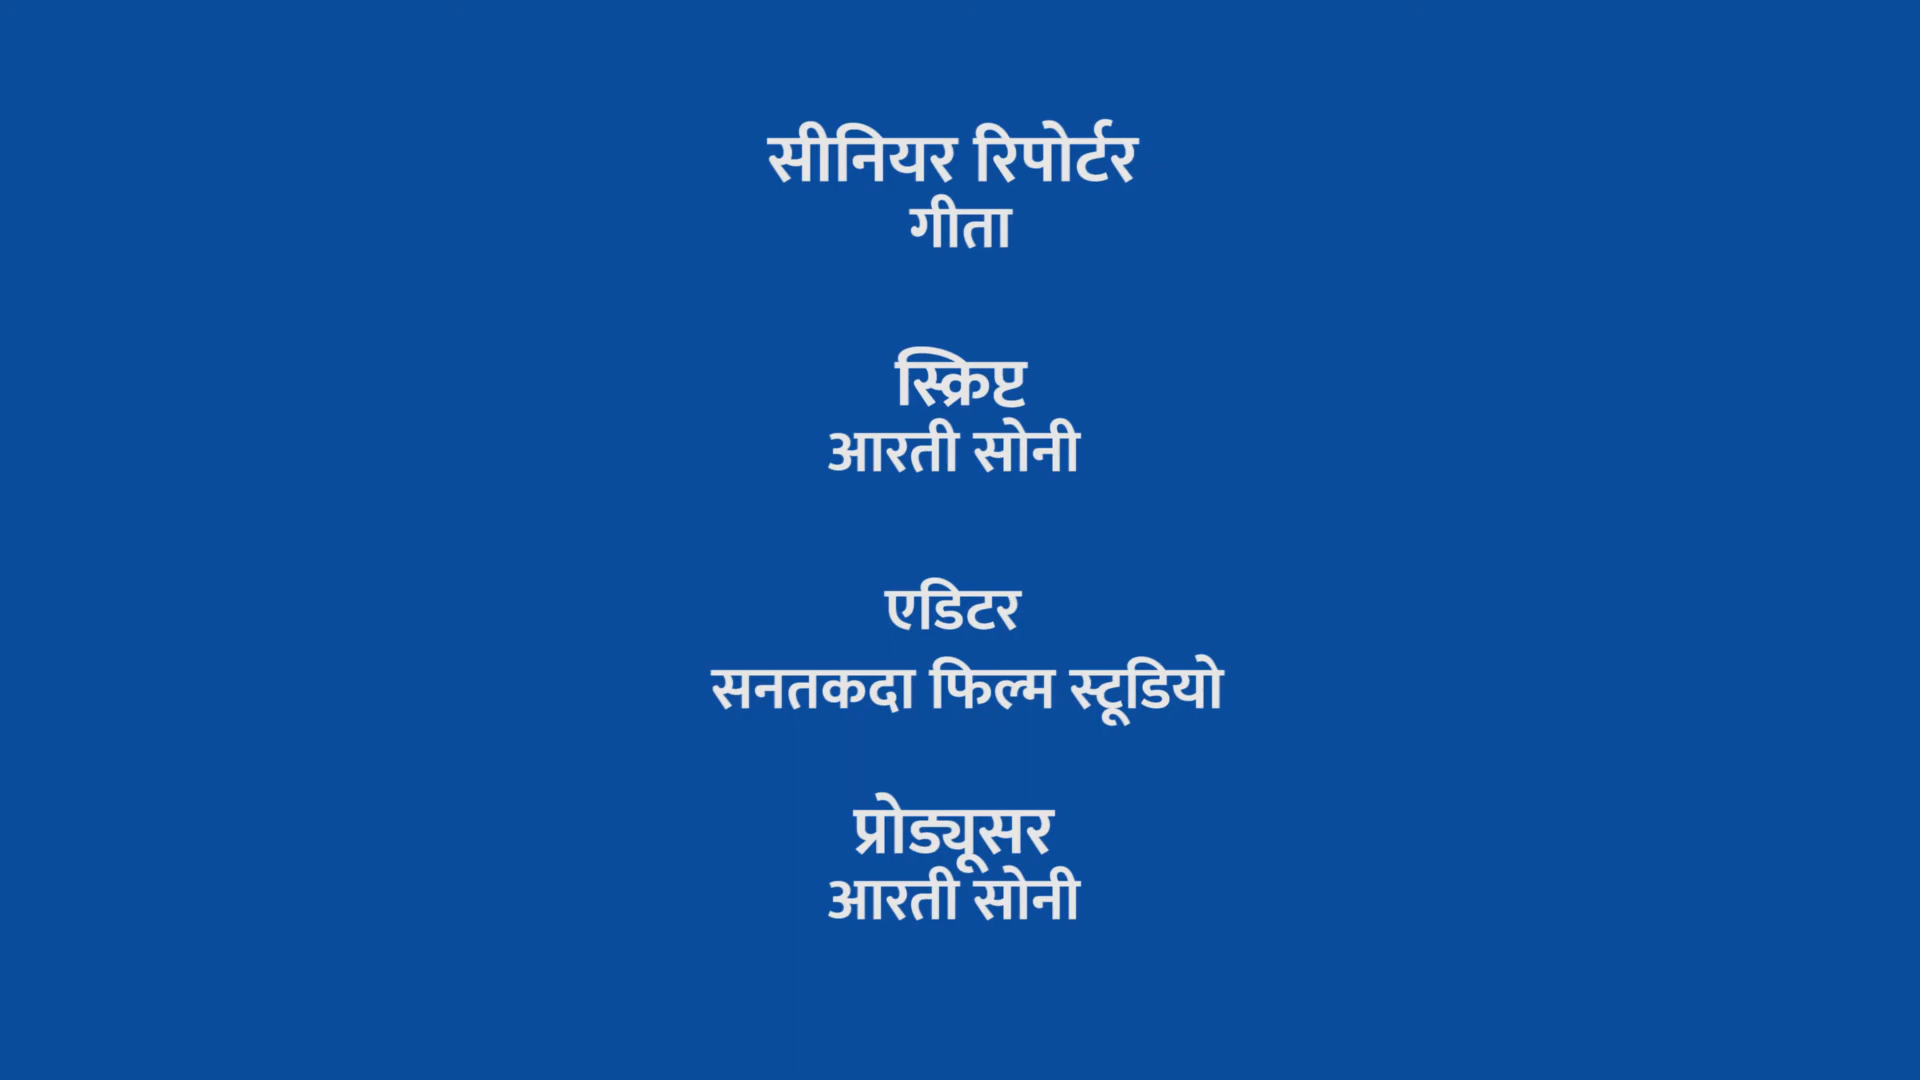 सीनियर रिपोर्टर
गीता
स्क्रिप्ट
आरती सोनी
एडिटर
सनतकदा फिल्म स्टूडियो
प्रोड्यूसर
आरती सोनी